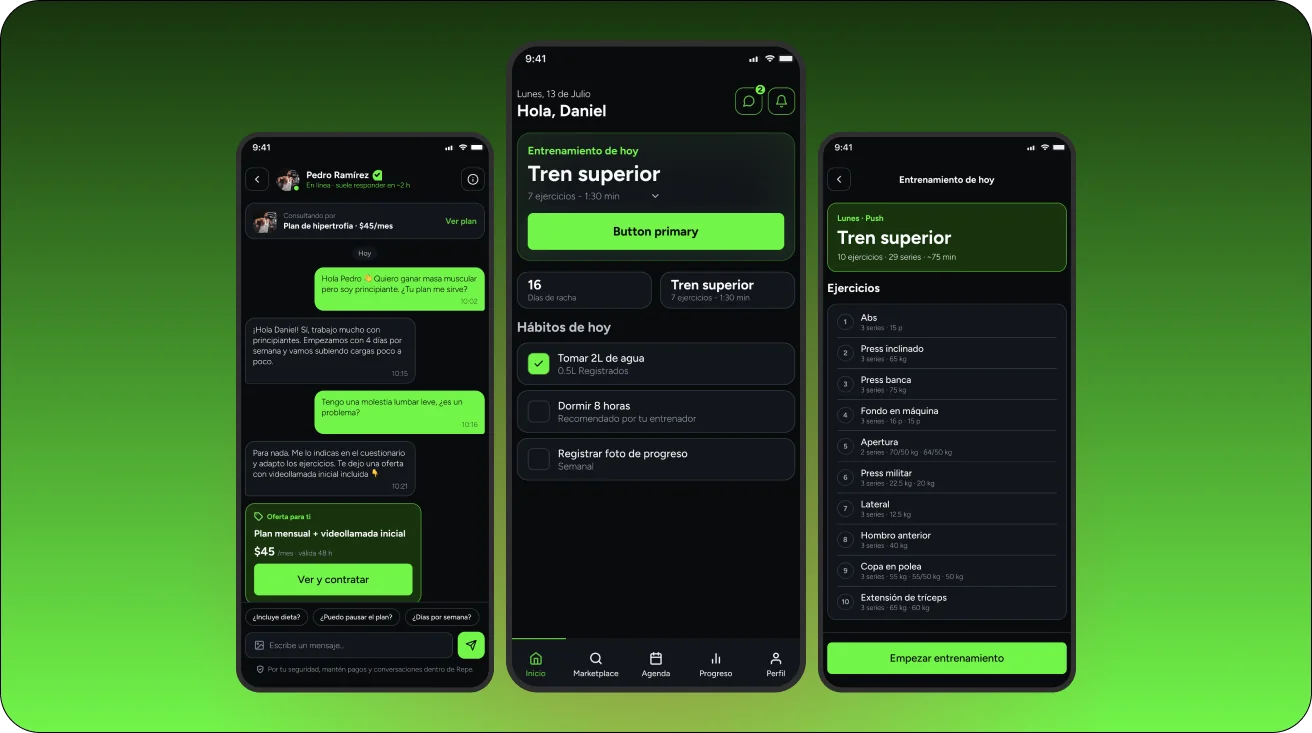 9:41
Pedro Ramírez
En línea · suele responder en ~2 h
Consultando por
Plan de hipertrofia · $45/mes
Ver plan
Hoy
Hola Pedro 👋 Quiero ganar masa muscular
pero soy principiante. ¿Tu plan me sirve?
10:02
¡Hola Daniel! Sí, trabajo mucho con
principiantes. Empezamos con 4 días por
semana y vamos subiendo cargas poco a
poco.
10:15
Tengo una molestia lumbar leve, ¿es un
problema?
10:16
Para nada. Me lo indicas en el cuestionario
y adapto los ejercicios. Te dejo una oferta
con videollamada inicial incluida 👇
10:21
Oferta para ti
Plan mensual + videollamada inicial
$45 /mes · válida 48 h
Ver y contratar
¿Incluye dieta?
¿Puedo pausar el plan?
¿Días por semana?
Escribe un mensaje...
Por tu seguridad, mantén pagos y conversaciones dentro de Repe.
9:41
Lunes, 13 de Julio
Hola, Daniel
2
Entrenamiento de hoy
Tren superior
7 ejercicios - 1:30 min
Button primary
16
Días de racha
Tren superior
7 ejercicios - 1:30 min
Hábitos de hoy
Tomar 2L de agua
0.5L Registrados
Dormir 8 horas
Recomendado por tu entrenador
Registrar foto de progreso
Semanal
Inicio
Marketplace
Agenda
Progreso
Perfil
9:41
Entrenamiento de hoy
Lunes · Push
Tren superior
10 ejercicios · 29 series · ~75 min
Ejercicios
1
Abs
3 series · 15 p
2
Press inclinado
3 series · 65 kg
3
Press banca
3 series · 75 kg
4
Fondo en máquina
3 series · 16 p · 15 p
5
Apertura
2 series · 70/50 kg · 84/50 kg
6
Press militar
3 series · 22.5 kg · 20 kg
7
Lateral
3 series · 12.5 kg
8
Hombro anterior
3 series · 40 kg
9
Copa en polea
3 series · 55 kg · 55/50 kg · 50 kg
10
Extensión de tríceps
3 series · 65 kg · 60 kg
Empezar entrenamiento